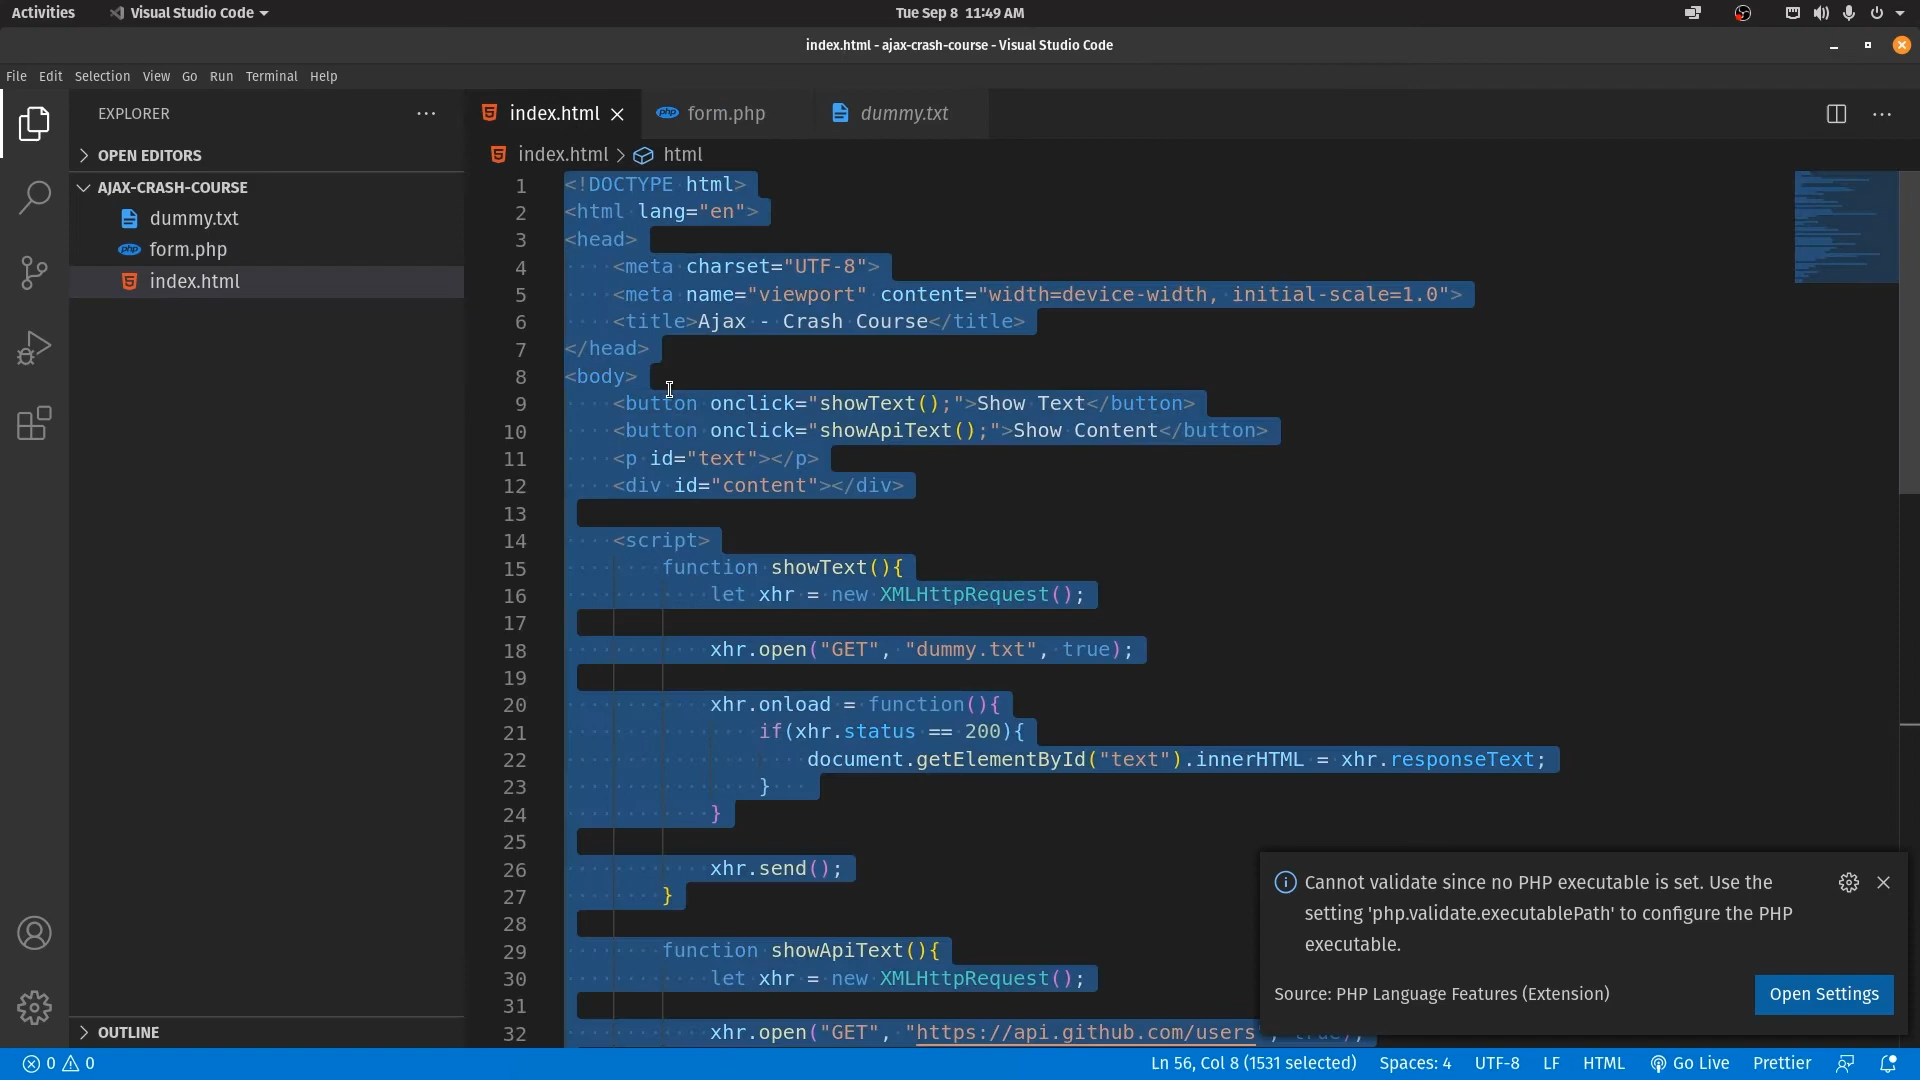 Activities
Visual Studio Code
Tue Sep 8 11:49 AM
index.html - ajax-crash-course - Visual Studio Code
File Edit Selection View Go Run Terminal Help
EXPLORER
OPEN EDITORS
AJAX-CRASH-COURSE
dummy.txt
form.php
index.html
OUTLINE
index.html
form.php
dummy.txt
index.html > html
1 <!DOCTYPE html>
2 <html lang="en">
3 <head>
4 <meta charset="UTF-8">
5 <meta name="viewport" content="width=device-width, initial-scale=1.0">
6 <title>Ajax - Crash Course</title>
7 </head>
8 <body>
9 <button onclick="showText();">Show Text</button>
10 <button onclick="showApiText();">Show Content</button>
11 <p id="text"></p>
12 <div id="content"></div>
13
14 <script>
15 function showText(){
16 let xhr = new XMLHttpRequest();
17
18 xhr.open("GET", "dummy.txt", true);
19
20 xhr.onload = function(){
21 if(xhr.status == 200){
22 document.getElementById("text").innerHTML = xhr.responseText;
23 }
24 }
25
26 xhr.send();
27 }
28
29 function showApiText(){
30 let xhr = new XMLHttpRequest();
31
32 xhr.open("GET", "https://api.github.com/users", true);
Cannot validate since no PHP executable is set. Use the
setting 'php.validate.executablePath' to configure the PHP
executable.
Source: PHP Language Features (Extension)
Open Settings
0 0
Ln 56, Col 8 (1531 selected)
Spaces: 4
UTF-8
LF
HTML
Go Live
Prettier